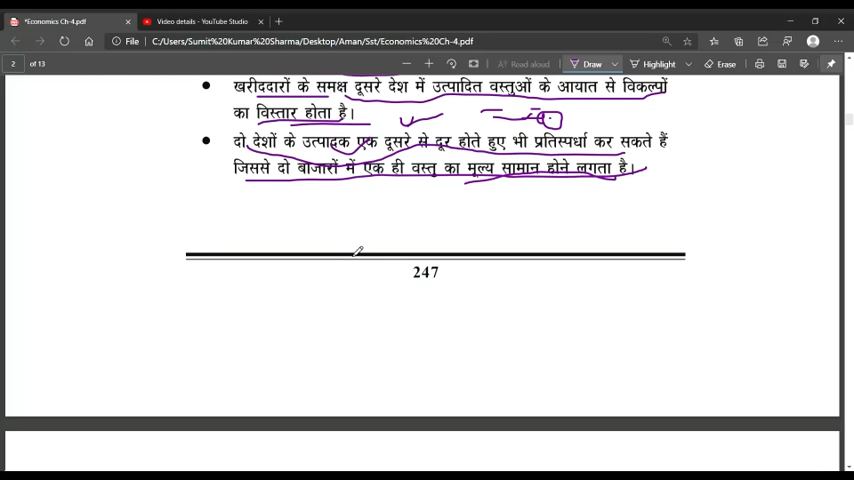 *Economics Ch-4.pdf
Video details - YouTube Studio
File C:/Users/Sumit%20Kumar%20Sharma/Desktop/Aman/Sst/Economics%20Ch-4.pdf
2 of 13
Read aloud Draw Highlight Erase
खरीददारों के समक्ष दूसरे देश में उत्पादित वस्तुओं के आयात से विकल्पों
का विस्तार होता है।
दो देशों के उत्पादक एक दूसरे से दूर होते हुए भी प्रतिस्पर्धा कर सकते हैं
जिससे दो बाजारों में एक ही वस्तु का मूल्य सामान होने लगता है।
247